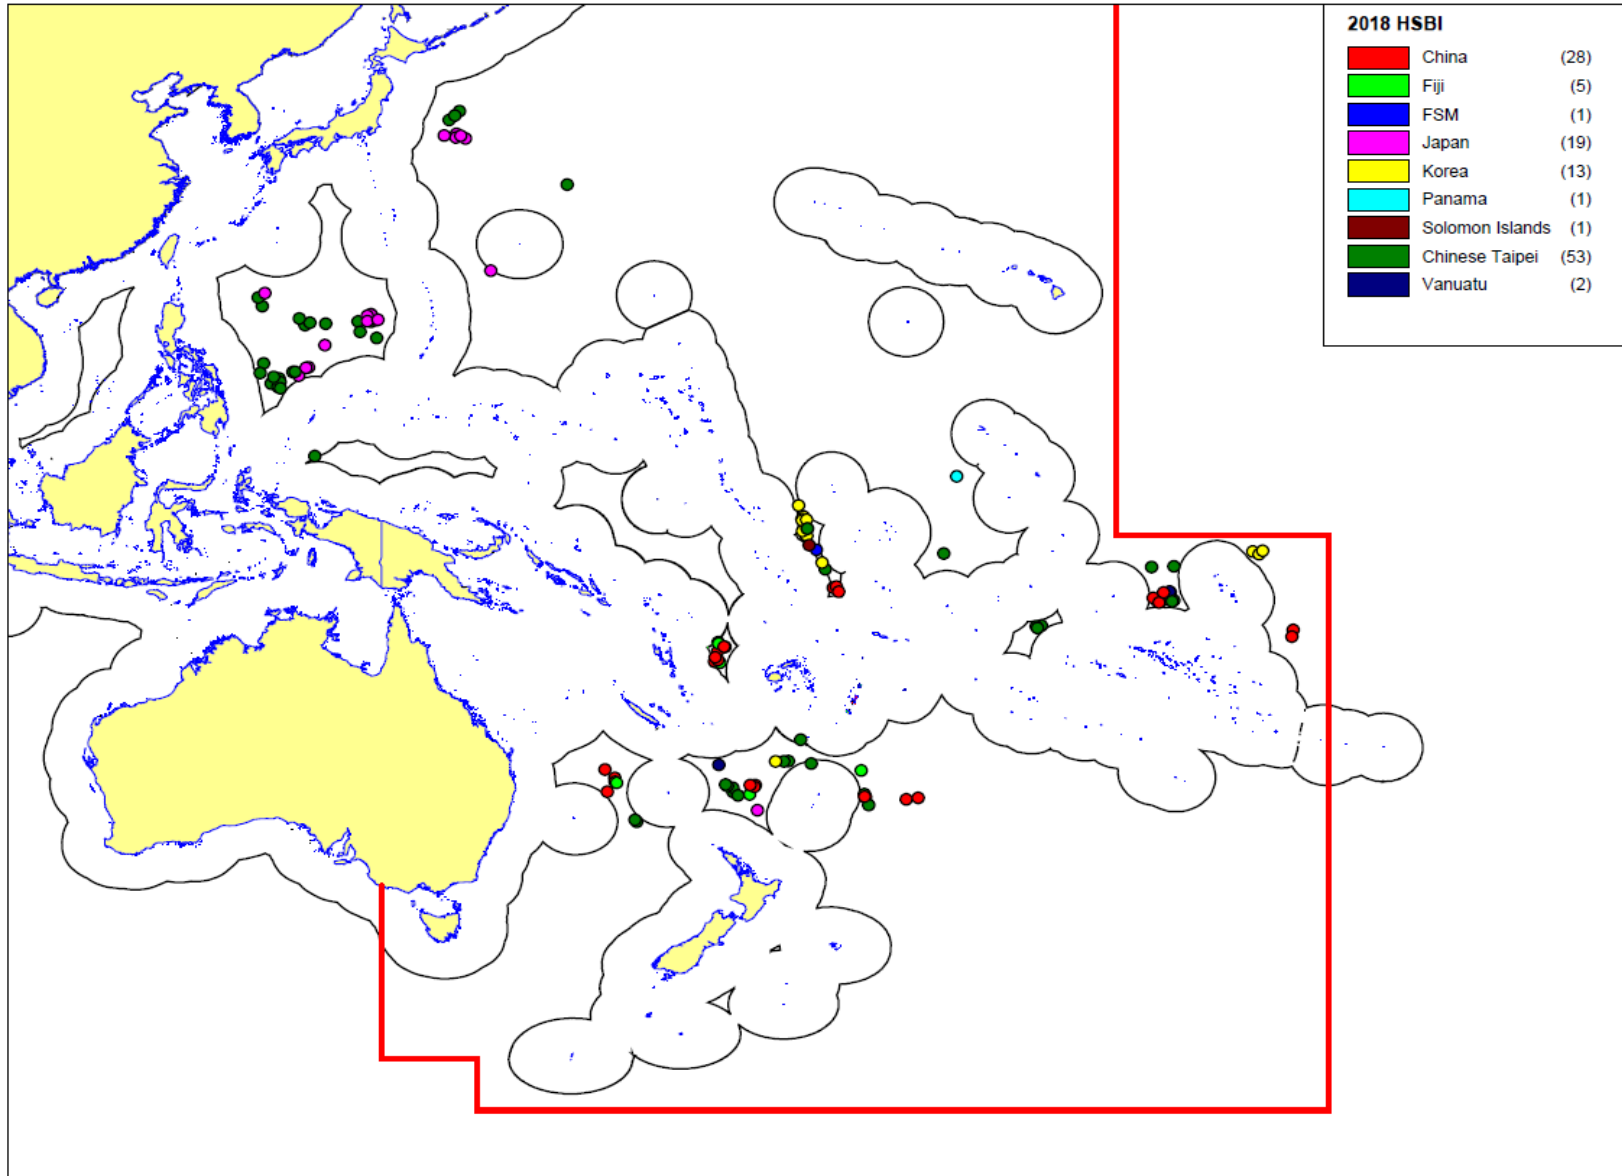 2018 HSBI
China (28)
Fiji (5)
FSM (1)
Japan (19)
Korea (13)
Panama (1)
Solomon Islands (1)
Chinese Taipei (53)
Vanuatu (2)